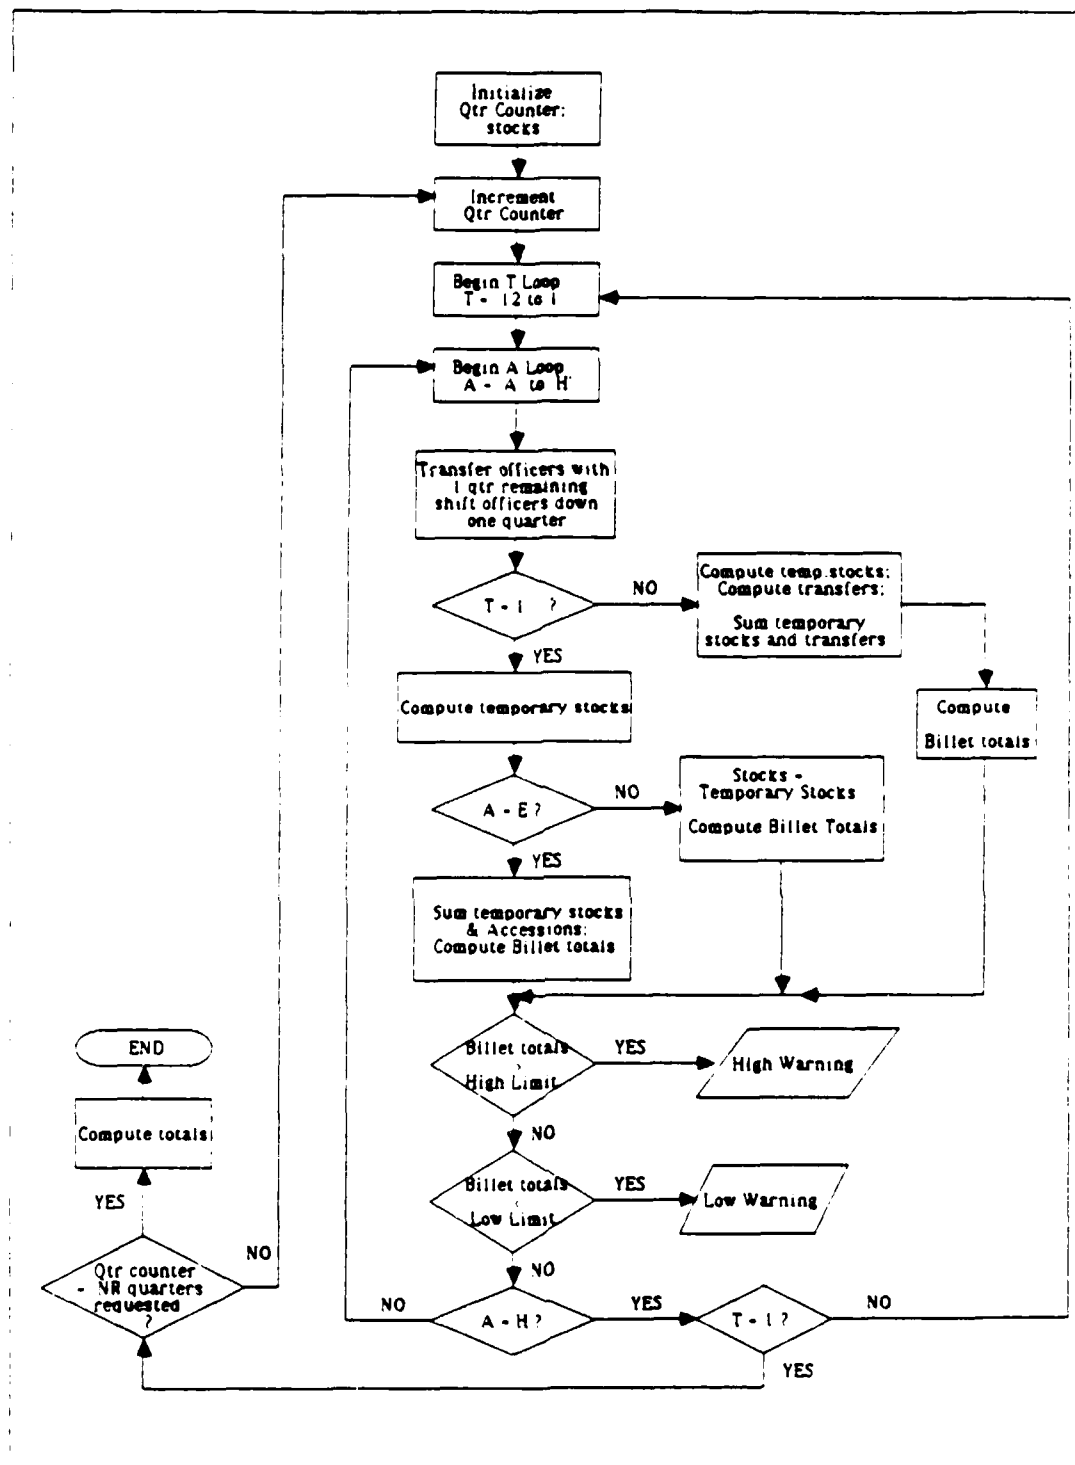 Initialize
Qtr Counter;
stocks
Increment
Qtr Counter
Begin T Loop
T - 12 to 1
Begin A Loop
A - A to H
Transfer officers with
1 qtr remaining
shift officers down
one quarter
T - 1 ?
NO
Compute temp.stocks;
Compute transfers;
Sum temporary
stocks and transfers
YES
Compute temporary stocks
Compute
Billet totals
A - E ?
NO
Stocks -
Temporary Stocks
Compute Billet Totals
YES
Sum temporary stocks
& Accessions;
Compute Billet totals
Billet totals
>
High Limit
YES
High Warning
NO
Billet totals
<
Low Limit
YES
Low Warning
NO
END
Compute totals
YES
Qtr counter
- NR quarters
requested
?
NO
NO
A - H ?
YES
T - 1 ?
NO
YES